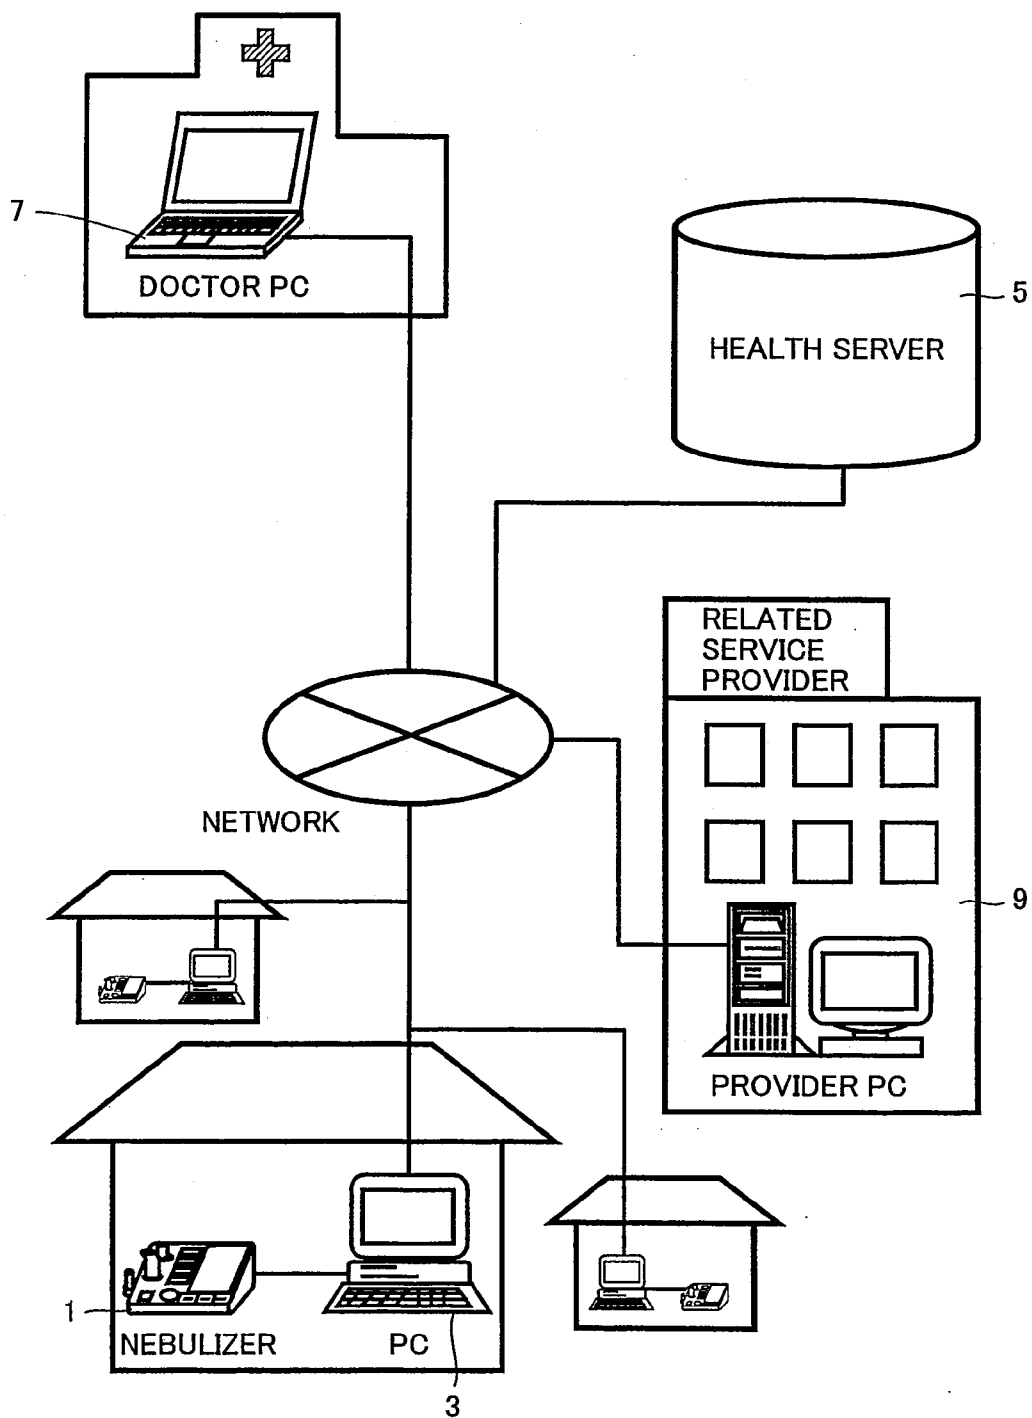 7
DOCTOR PC
5
HEALTH SERVER
RELATED
SERVICE
PROVIDER
NETWORK
9
PROVIDER PC
1
NEBULIZER
PC
3